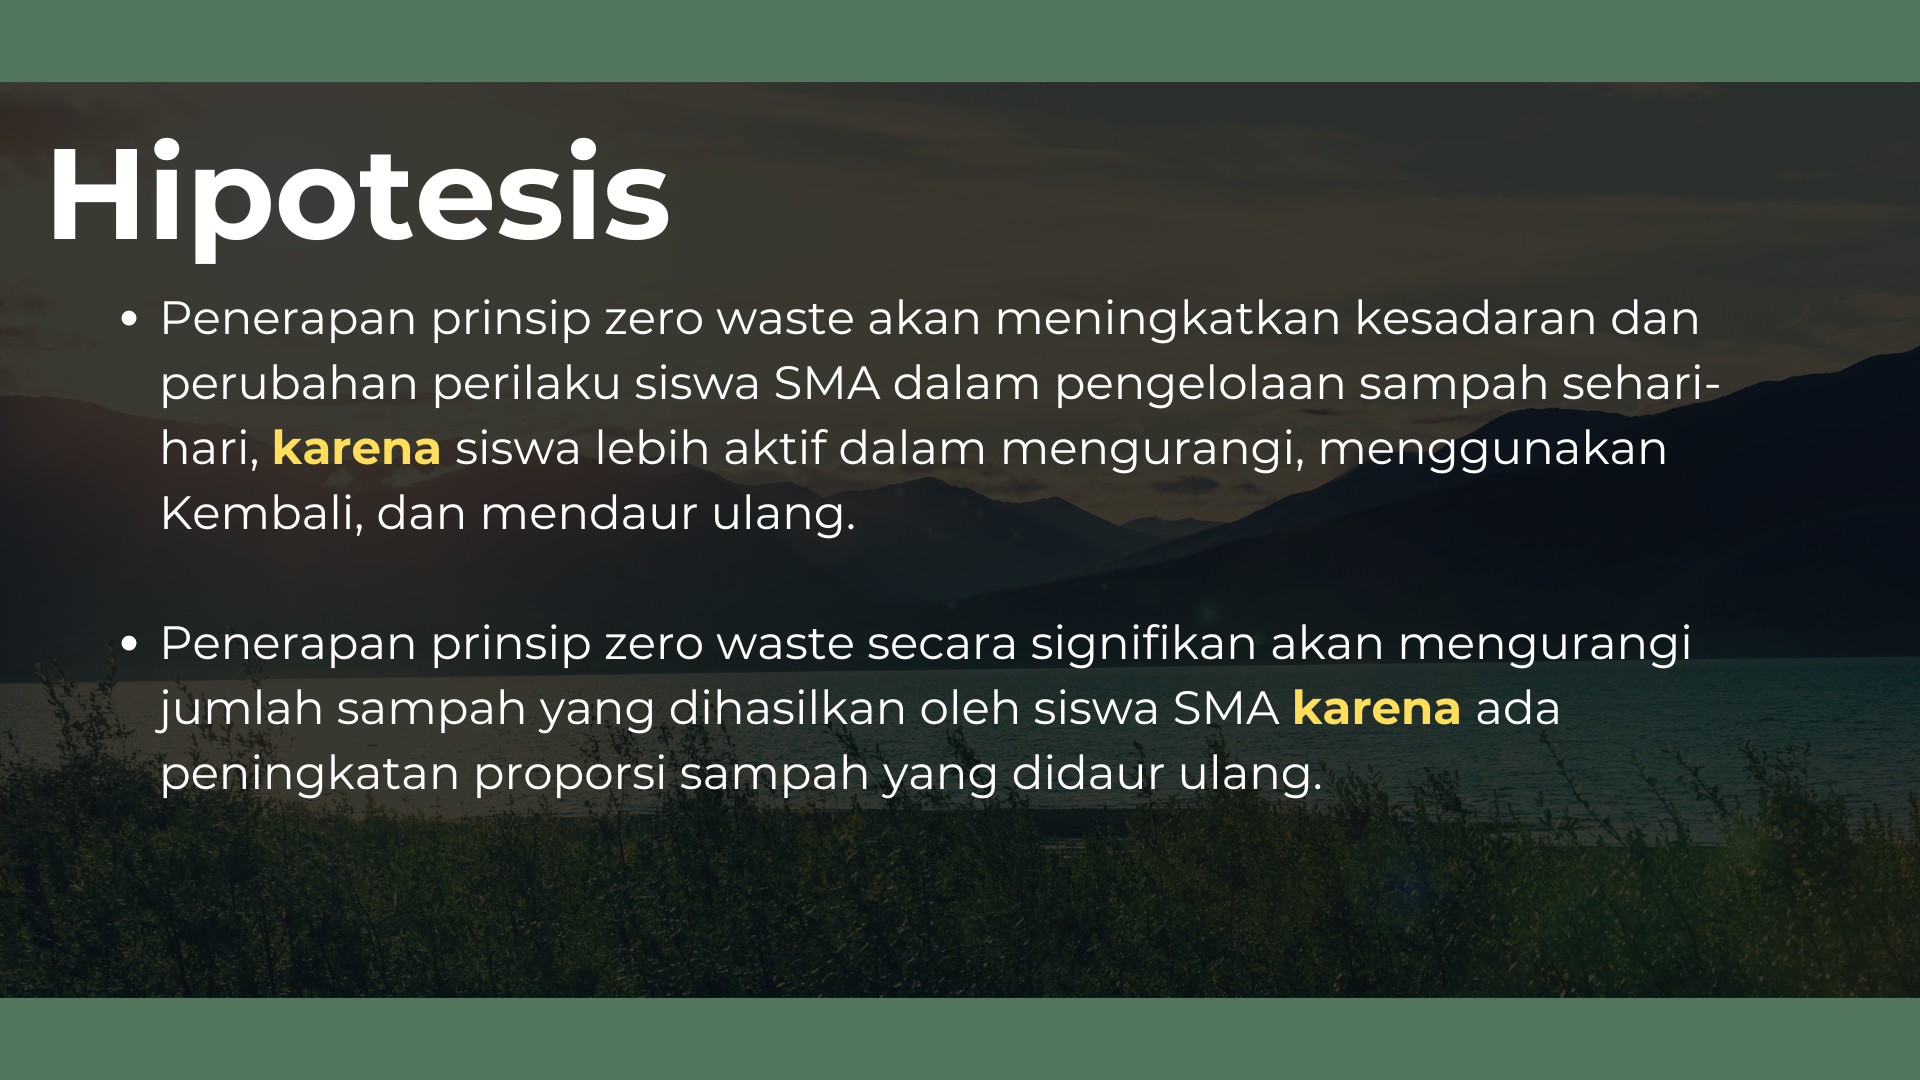 Hipotesis
• Penerapan prinsip zero waste akan meningkatkan kesadaran dan
perubahan perilaku siswa SMA dalam pengelolaan sampah sehari-
hari, karena siswa lebih aktif dalam mengurangi, menggunakan
Kembali, dan mendaur ulang.
• Penerapan prinsip zero waste secara signifikan akan mengurangi
jumlah sampah yang dihasilkan oleh siswa SMA karena ada
peningkatan proporsi sampah yang didaur ulang.